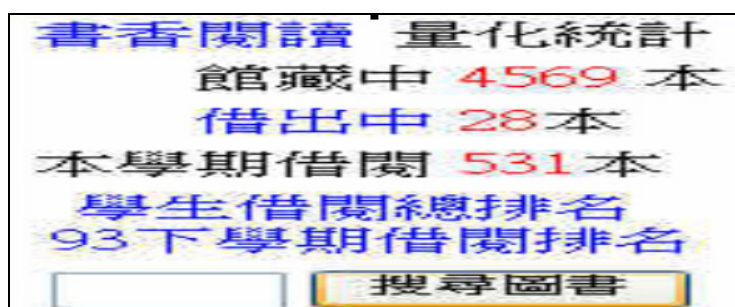 書香閱讀 量化統計
館藏中 4569 本
借出中 28本
本學期借閱 531本
學生借閱總排名
93下學期借閱排名
搜尋圖書